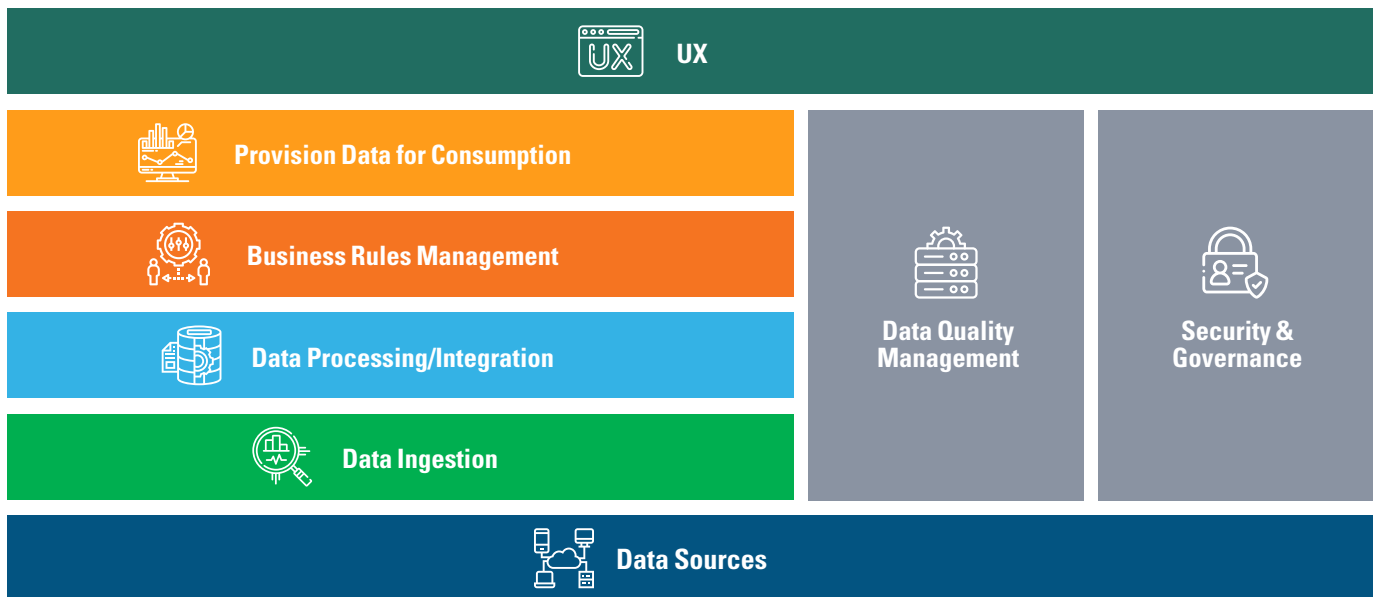 UX
UX
Provision Data for Consumption
Business Rules Management
Data Processing/Integration
Data Ingestion
Data Quality
Management
Security &
Governance
Data Sources